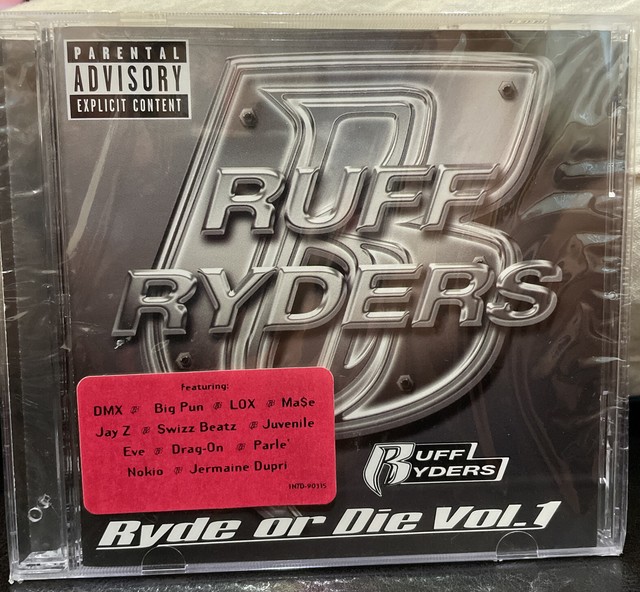 PARENTAL
ADVISORY
EXPLICIT CONTENT
RUFF
RYDERS
Featuring:
DMX Big Pun LOX Ma$e
Jay Z Swizz Beatz Juvenile
Eve Drag-On Parle'
Nokio Jermaine Dupri
RUFF
RYDERS
Ryde or Die Vol.1